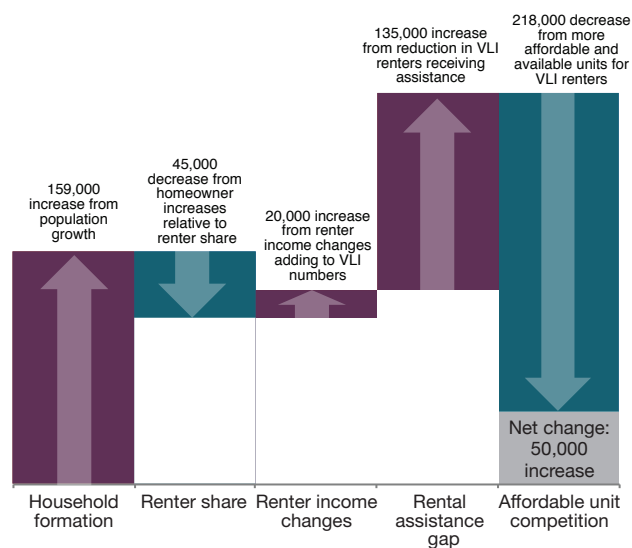 159,000
increase from
population
growth
45,000
decrease from
homeowner
increases
relative to
renter share
20,000 increase
from renter
income changes
adding to VLI
numbers
135,000 increase
from reduction in VLI
renters receiving
assistance
218,000 decrease
from more
affordable and
available units for
VLI renters
Net change:
50,000
increase
Household
formation
Renter share
Renter income
changes
Rental
assistance
gap
Affordable unit
competition